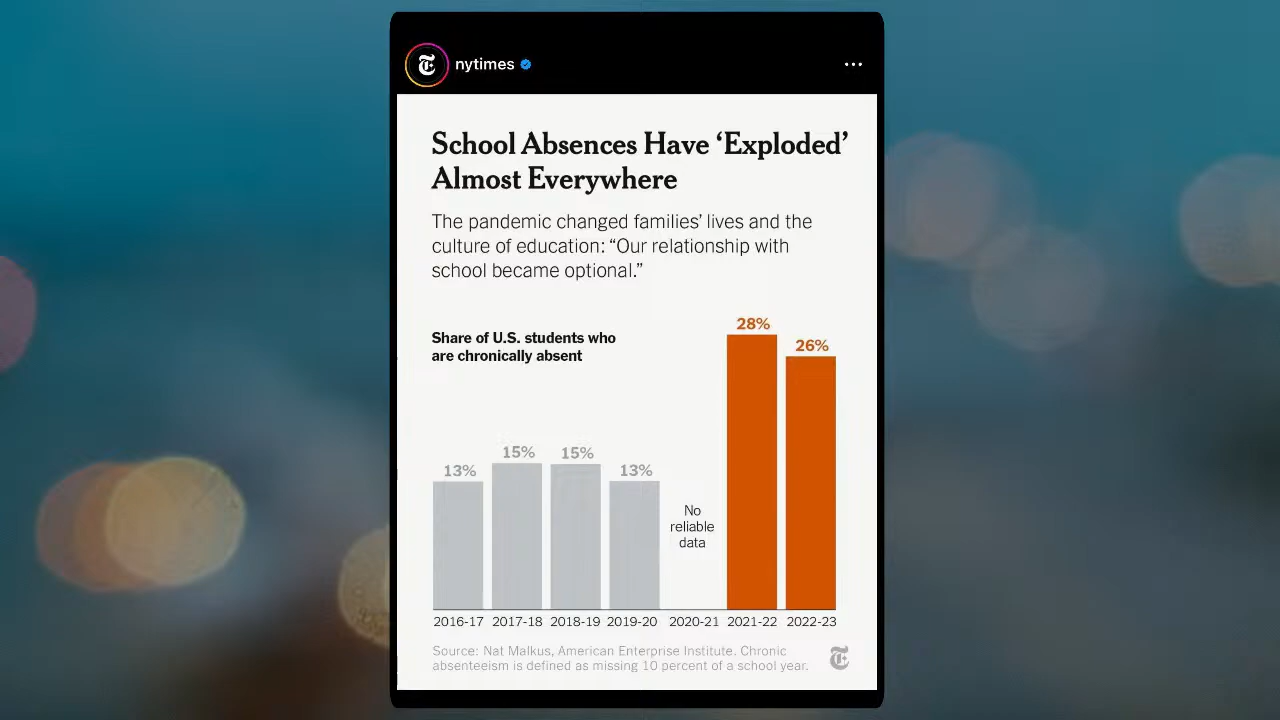 nytimes
School Absences Have ‘Exploded’
Almost Everywhere
The pandemic changed families’ lives and the
culture of education: “Our relationship with
school became optional.”
Share of U.S. students who
are chronically absent
13%
15%
15%
13%
No
reliable
data
28%
26%
2016-17 2017-18 2018-19 2019-20 2020-21 2021-22 2022-23
Source: Nat Malkus, American Enterprise Institute. Chronic
absenteeism is defined as missing 10 percent of a school year.